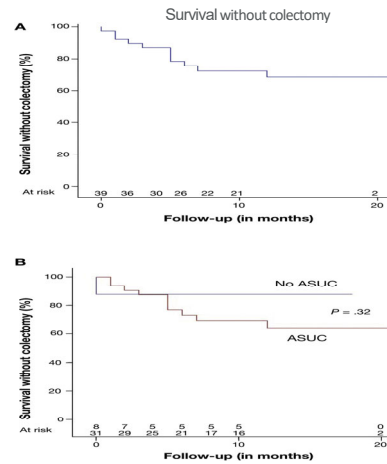 Survival without colectomy
A
Survival without colectomy (%)
100
80
60
40
20
0
At risk 39 36 30 26 22 21 2
0 10 20
Follow-up (in months)
B
Survival without colectomy (%)
100
80
60
40
20
0
No ASUC
P = .32
ASUC
8 7 5 5 5 5 0
At risk
31 29 25 21 17 16 2
0 10 20
Follow-up (in months)